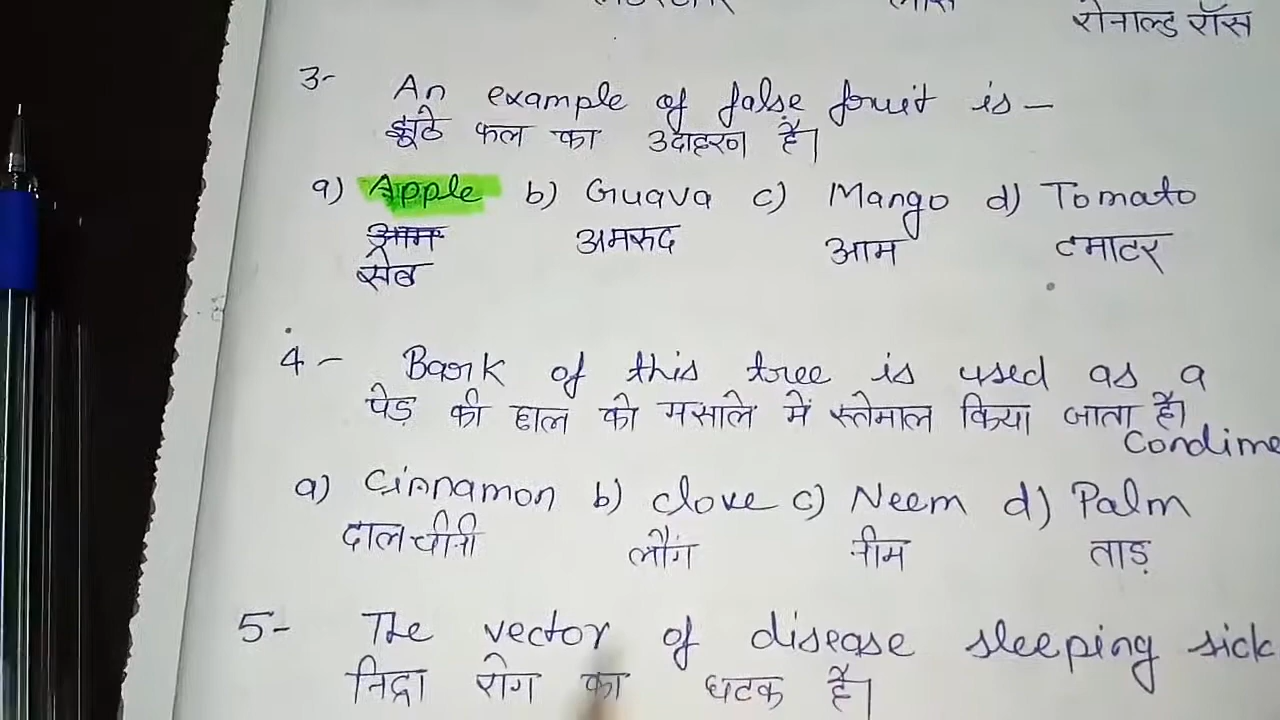 रोनाल्ड रॉस
3- An example of false fruit is –
झूठे फल का उदाहरन है।
a) Apple b) Guava c) Mango d) Tomato
आम अमरुद आम टमाटर
सेब
4 – Bark of this tree is used as a
पेड़ की छाल को मसाले में स्तेमाल किया जाता है।
Condime
a) Cinnamon b) clove c) Neem d) Palm
दालचीनी लौंग नीम ताड़
5- The vector of disease sleeping sick
निद्रा रोग का घटक है।